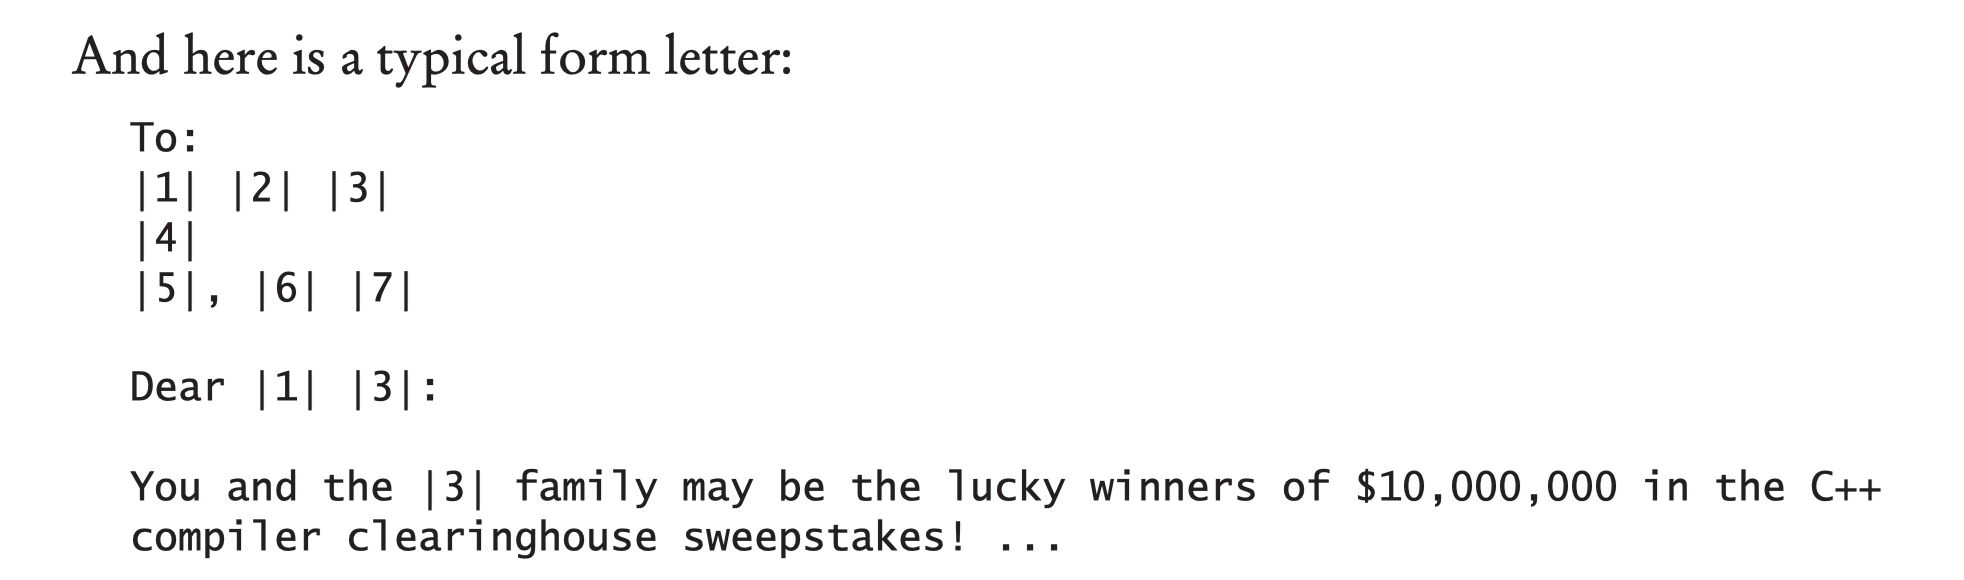 And here is a typical form letter:
To:
|1| |2| |3|
|4|
|5|, |6| |7|
Dear |1| |3|:
You and the |3| family may be the lucky winners of $10,000,000 in the C++
compiler clearinghouse sweepstakes! ...